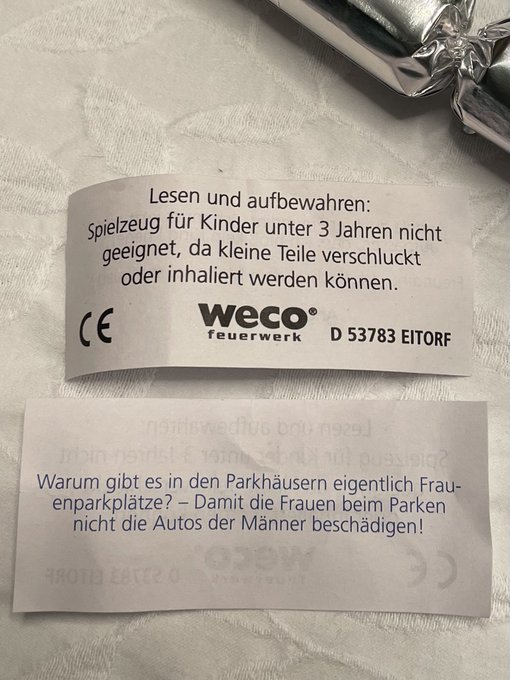 Lesen und aufbewahren:
Spielzeug für Kinder unter 3 Jahren nicht
geeignet, da kleine Teile verschluckt
oder inhaliert werden können.
CE
weco®
feuerwerk
D 53783 EITORF
Warum gibt es in den Parkhäusern eigentlich Frau-
enparkplätze? – Damit die Frauen beim Parken
nicht die Autos der Männer beschädigen!